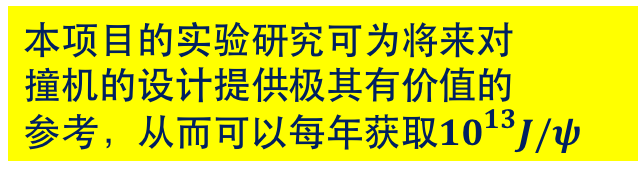 本项目的实验研究可为将来对
撞机的设计提供极其有价值的
参考，从而可以每年获取10¹³J/ψ